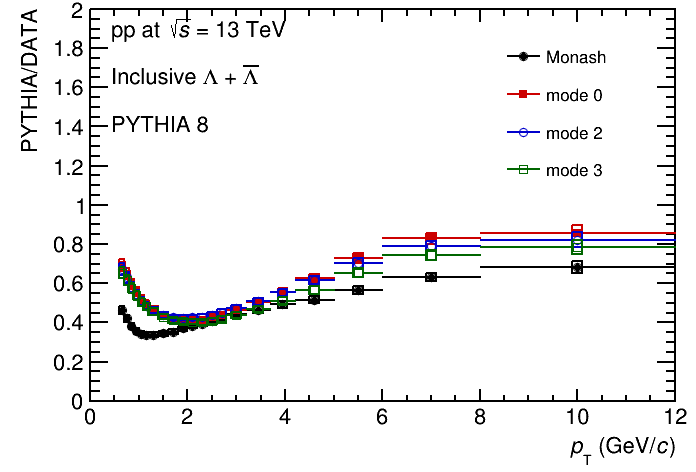 PYTHIA/DATA
2
1.8
1.6
1.4
1.2
1
0.8
0.6
0.4
0.2
0
pp at √s = 13 TeV
Inclusive Λ + Λ̅
PYTHIA 8
Monash
mode 0
mode 2
mode 3
0 2 4 6 8 10 12
p_T (GeV/c)